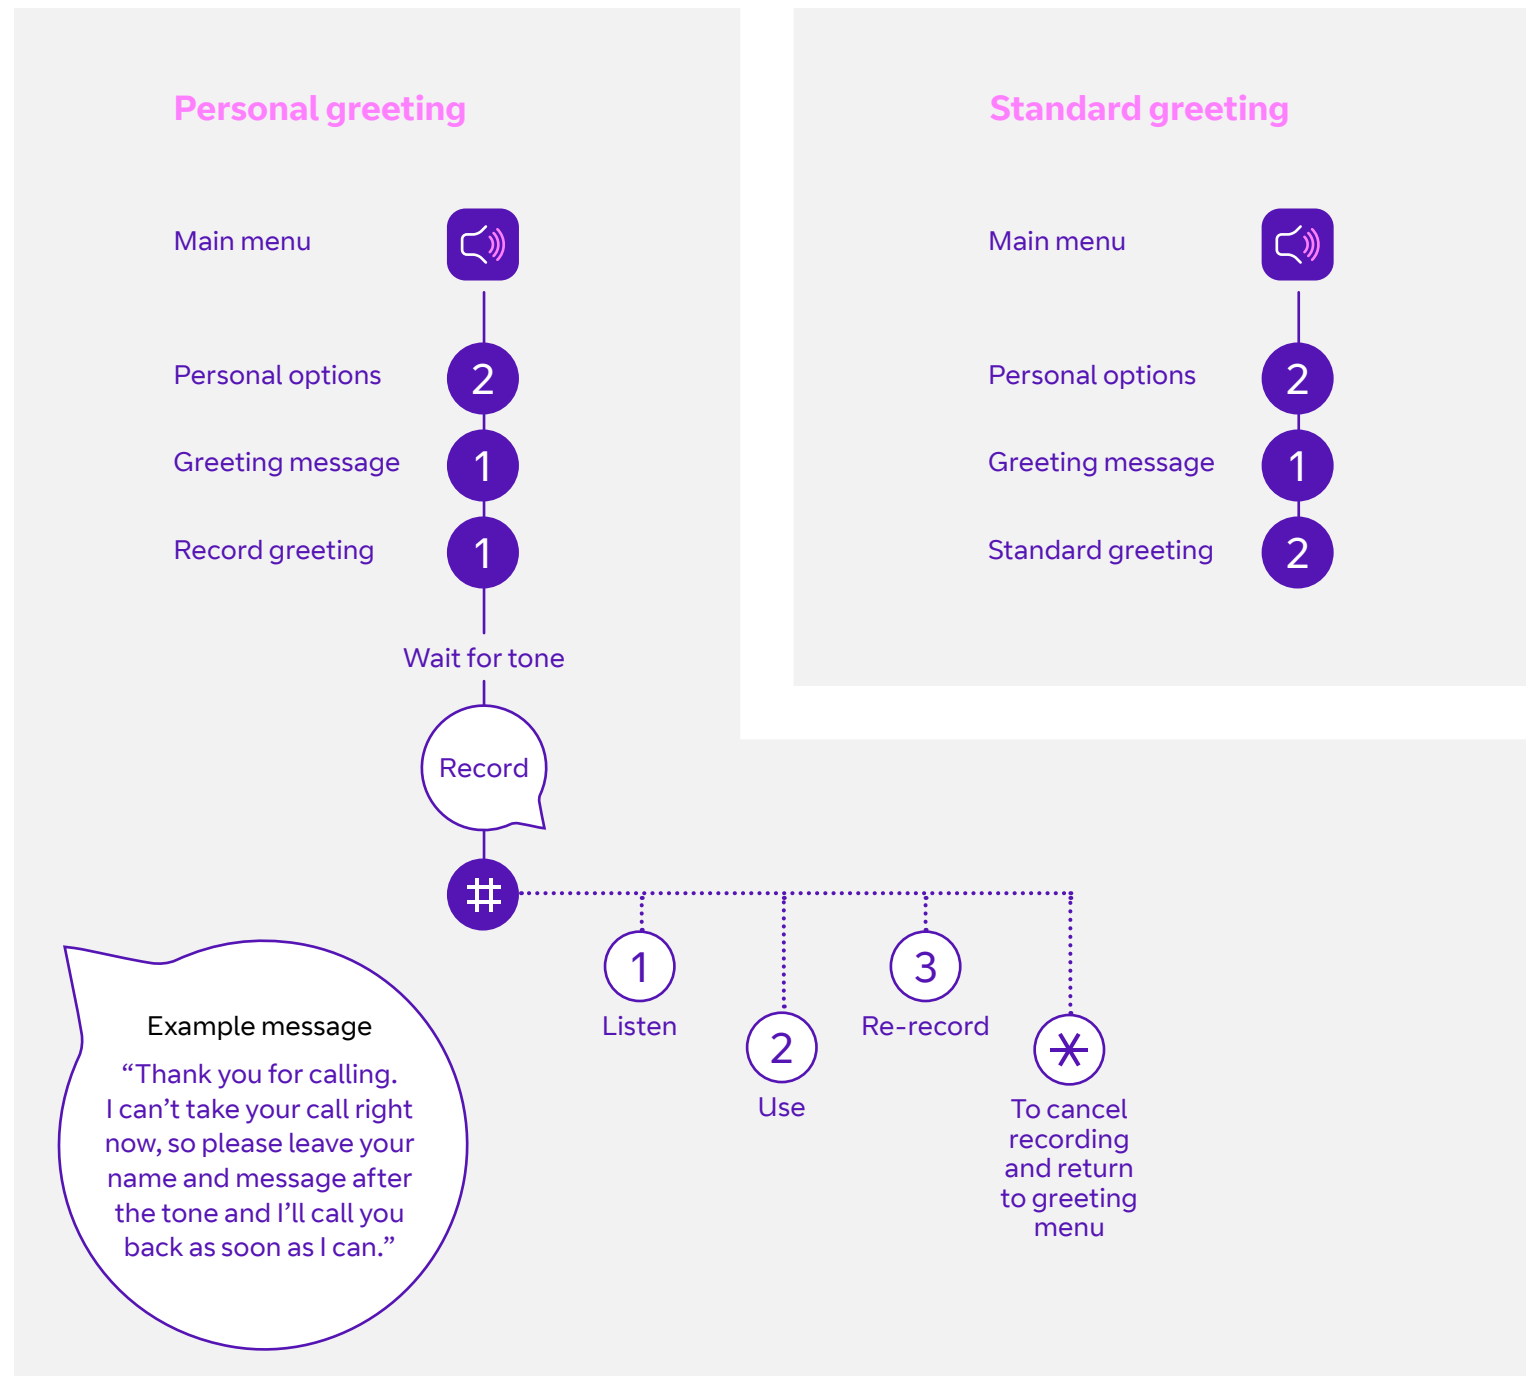 Personal greeting
Main menu
Personal options
2
Greeting message
1
Record greeting
1
Wait for tone
Record
#
1
Listen
2
Use
3
Re-record
*
To cancel
recording
and return
to greeting
menu
Example message
“Thank you for calling.
I can’t take your call right
now, so please leave your
name and message after
the tone and I’ll call you
back as soon as I can.”
Standard greeting
Main menu
Personal options
2
Greeting message
1
Standard greeting
2